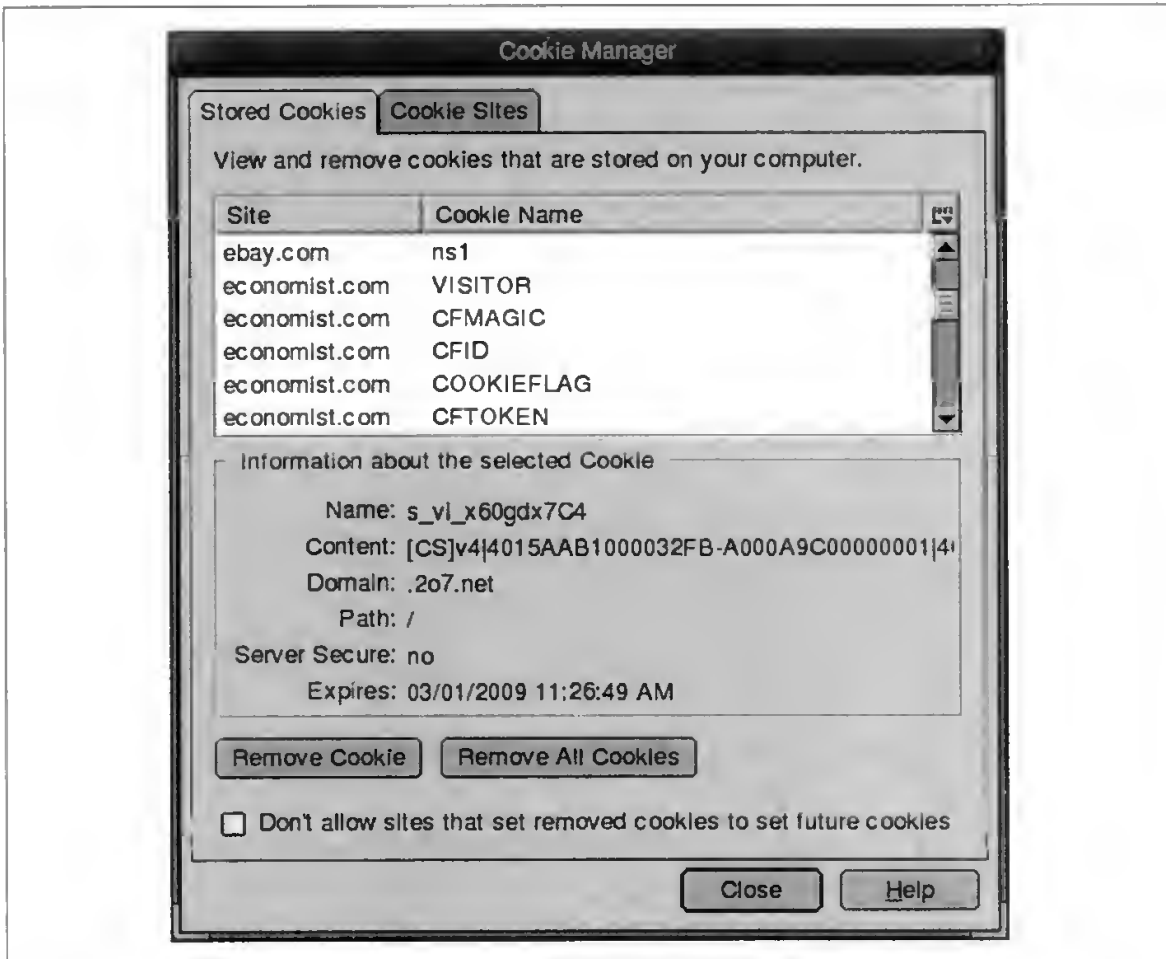 Cookie Manager
Stored Cookies Cookie Sites
View and remove cookies that are stored on your computer.
Site Cookie Name
ebay.com ns1
economist.com VISITOR
economist.com CFMAGIC
economist.com CFID
economist.com COOKIEFLAG
economist.com CFTOKEN
Information about the selected Cookie
Name: s_vi_x60gdx7C4
Content: [CS]v4|4015AAB1000032FB-A000A9C00000001|4
Domain: .2o7.net
Path: /
Server Secure: no
Expires: 03/01/2009 11:26:49 AM
Remove Cookie Remove All Cookies
Don't allow sites that set removed cookies to set future cookies
Close Help